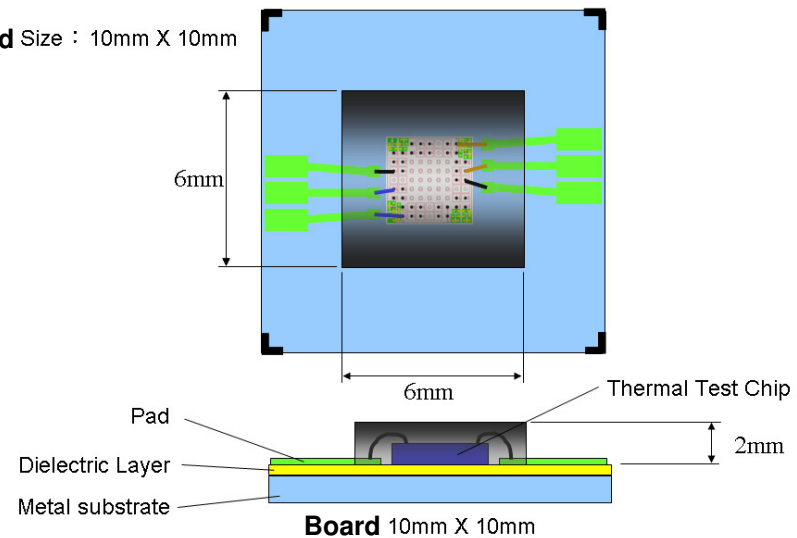 d Size： 10mm X 10mm
6mm
6mm
Thermal Test Chip
Pad
2mm
Dielectric Layer
Metal substrate
Board 10mm X 10mm